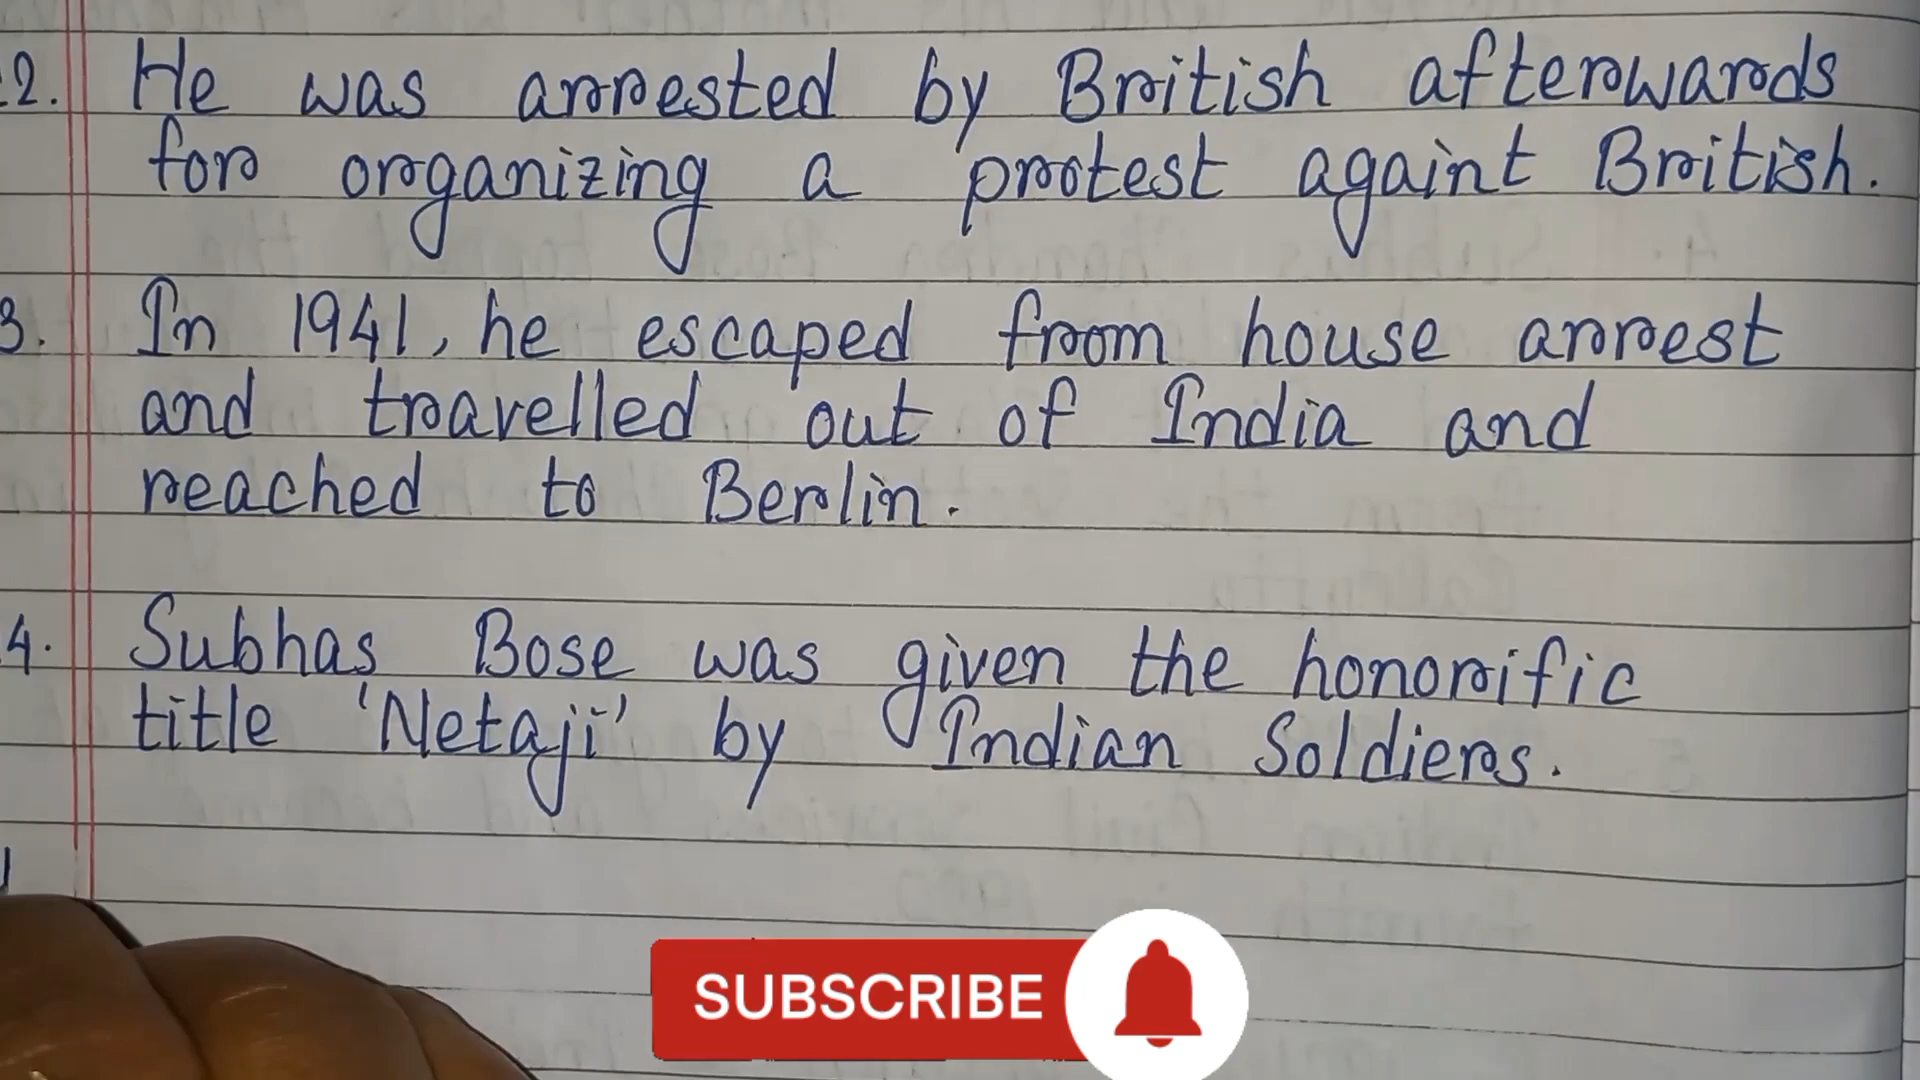 12. He was arrested by British afterwards
for organizing a protest againt British.
3. In 1941, he escaped from house arrest
and travelled out of India and
reached to Berlin.
4. Subhas Bose was given the honorific
title 'Netaji' by Indian Soldiers.
SUBSCRIBE